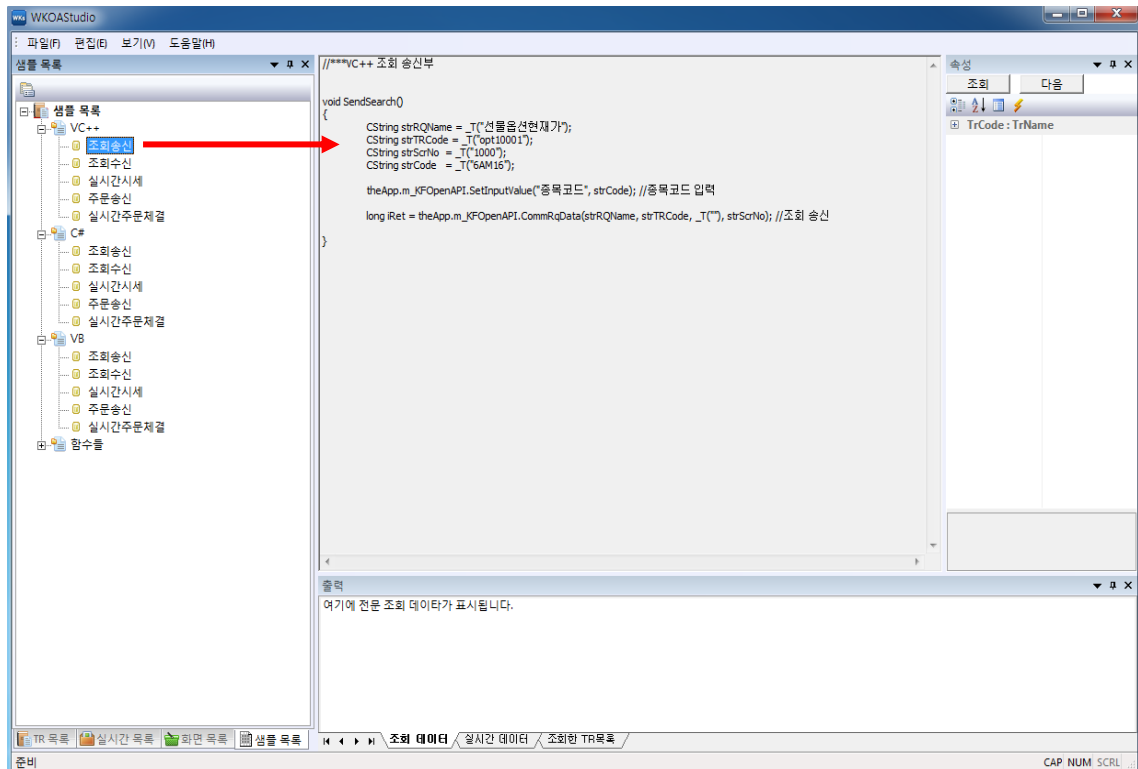 WKOAStudio
파일(F) 편집(E) 보기(V) 도움말(H)
샘플 목록
샘플 목록
VC++
조회송신
조회수신
실시간시세
주문송신
실시간주문체결
C#
조회송신
조회수신
실시간시세
주문송신
실시간주문체결
VB
조회송신
조회수신
실시간시세
주문송신
실시간주문체결
함수들
TR 목록 실시간 목록 화면 목록 샘플 목록
//***VC++ 조회 송신부
void SendSearch()
{
CString strRQName = _T("선물옵션현재가");
CString strTRCode = _T("opt10001");
CString strScrNo = _T("1000");
CString strCode = _T("6AM16");
theApp.m_KFOpenAPI.SetInputValue("종목코드", strCode); //종목코드 입력
long iRet = theApp.m_KFOpenAPI.CommRqData(strRQName, strTRCode, _T(""), strScrNo); //조회 송신
}
속성
조회 다음
TrCode : TrName
출력
여기에 전문 조회 데이타가 표시됩니다.
조회 데이터 실시간 데이터 조회한 TR목록
준비
CAP NUM SCRL